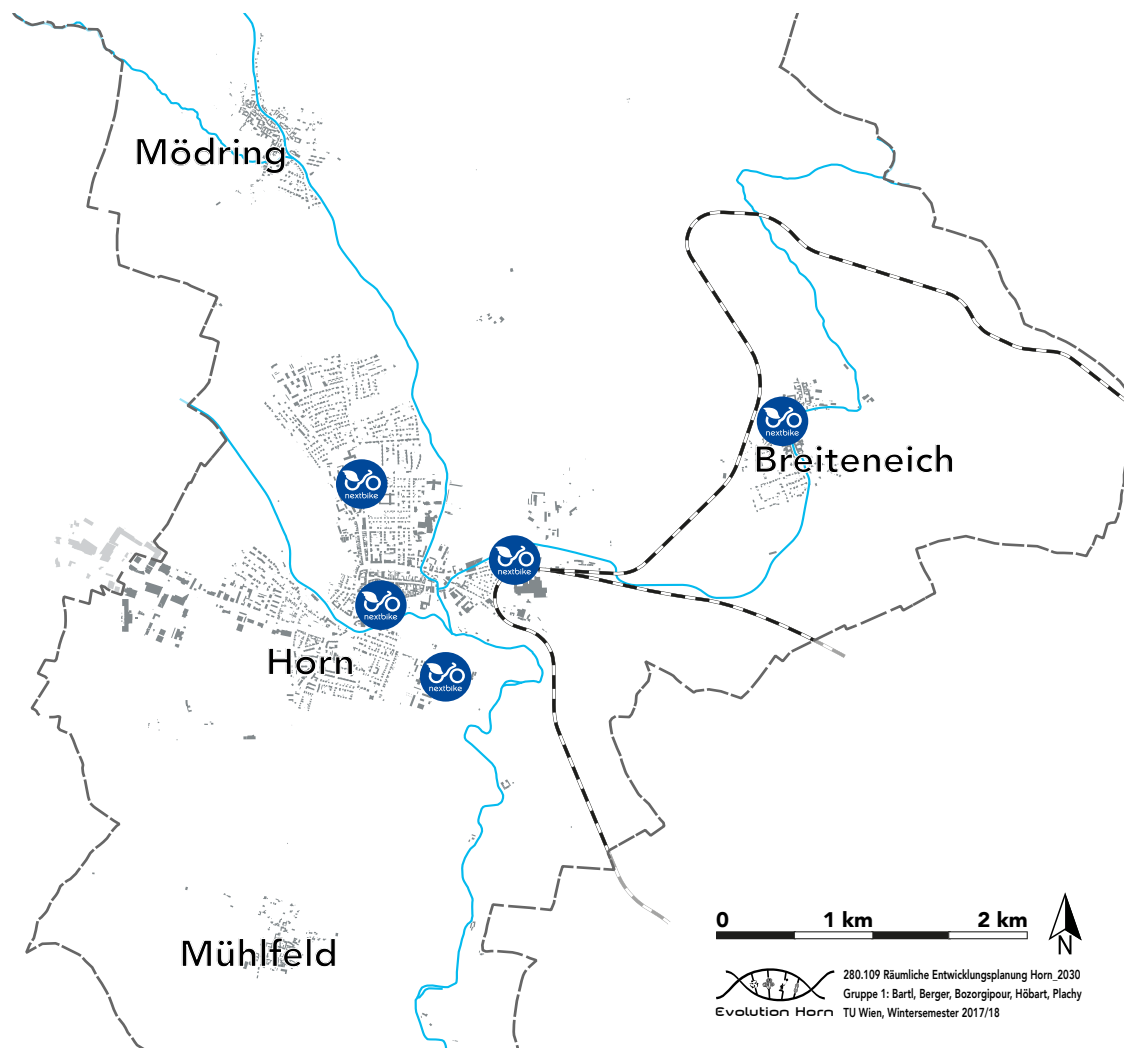 Mödring
nextbike
Breiteneich
nextbike
nextbike
nextbike
Horn
nextbike
Mühlfeld
0 1 km 2 km
N
280.109 Räumliche Entwicklungsplanung Horn_2030
Gruppe 1: Bartl, Berger, Bozorgipour, Höbart, Plachy
Evolution Horn
TU Wien, Wintersemester 2017/18